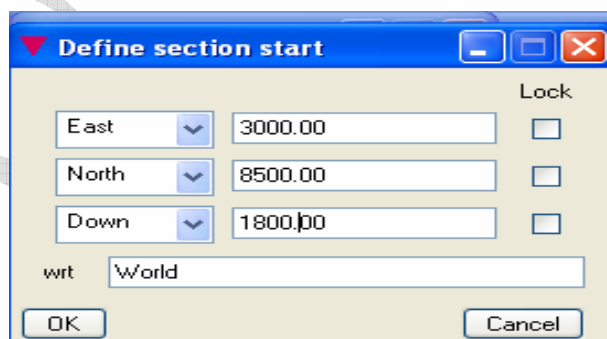 Define section start
Lock
East 3000.00
North 8500.00
Down 1800.00
wrt World
OK Cancel